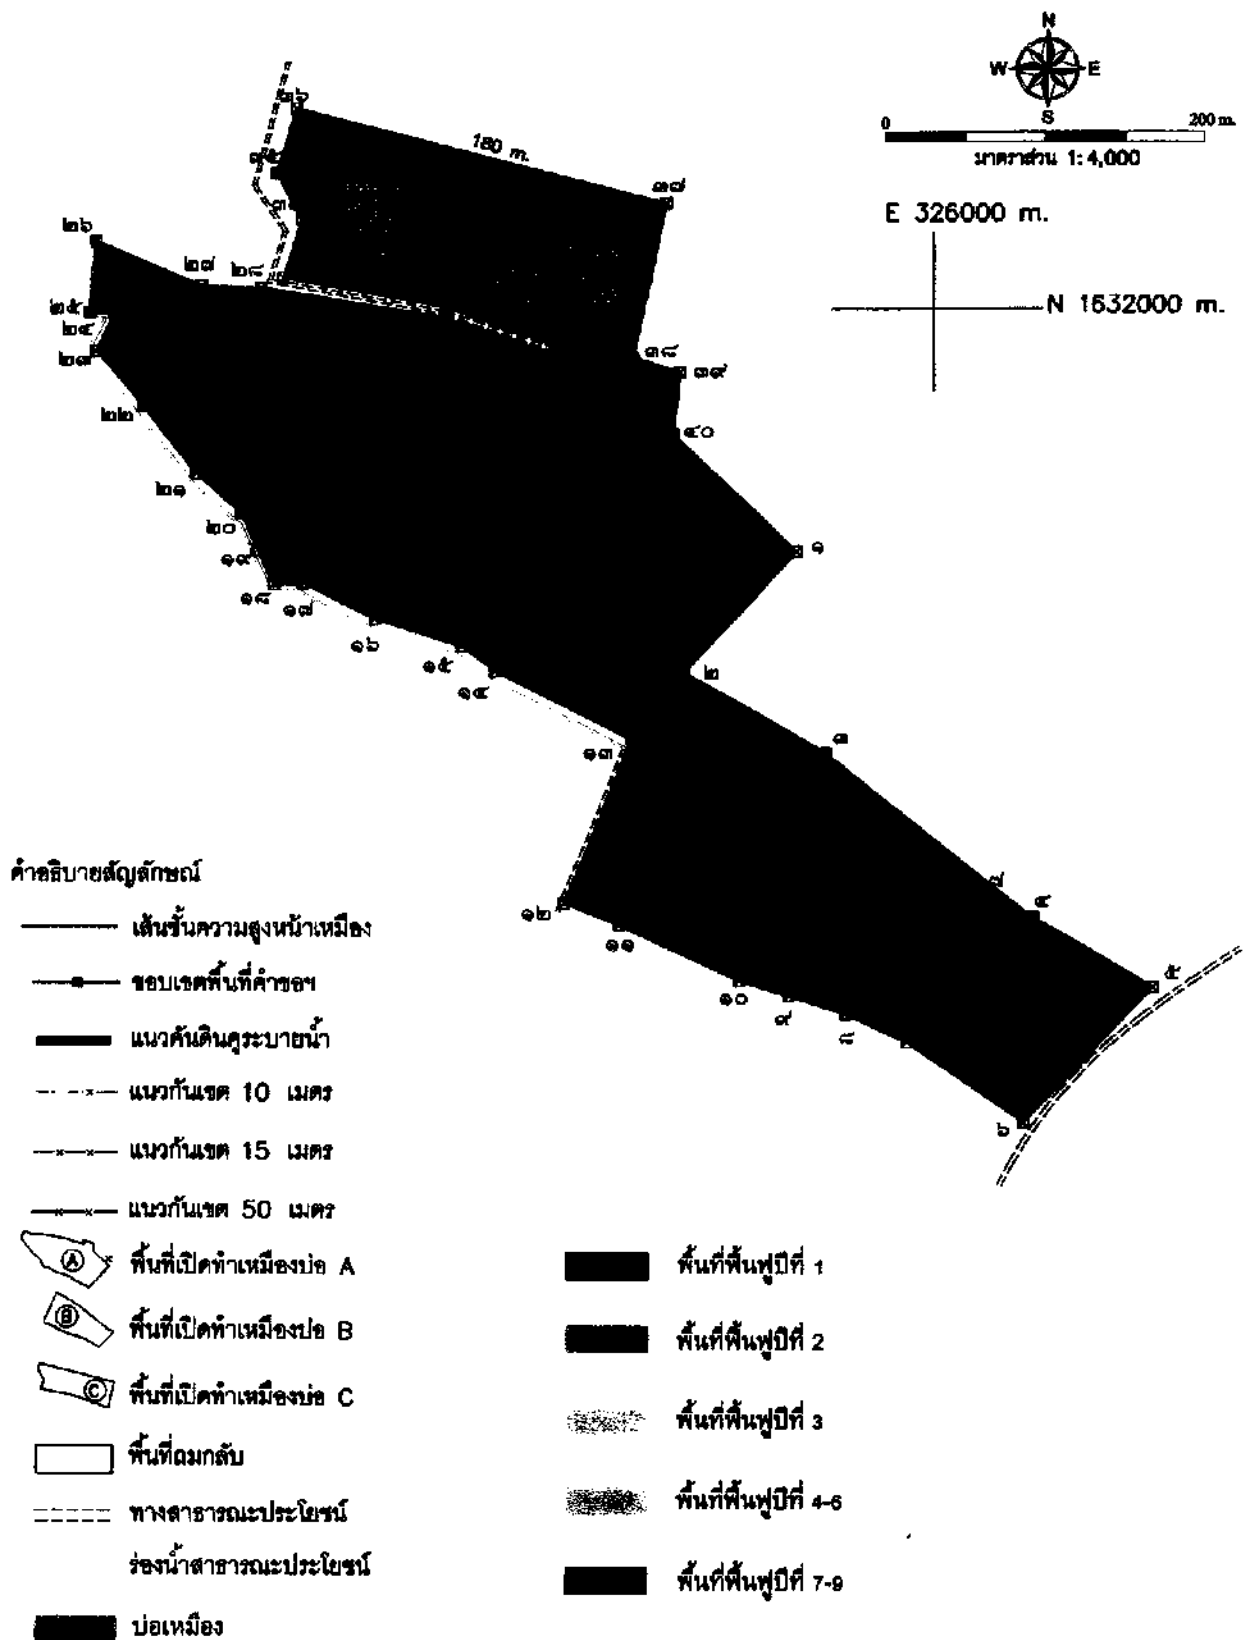 N
W E
S
0 200 m.
มาตราส่วน 1:4,000
180 m.
๓๗
E 326000 m.
N 1632000 m.
๒๖
๒๗
๒๘
๒๕
๒๔
๒๓
๓๘
๓๙
๔๐
๒๒
๒๑
๒๐
๑๙
๑๘
๑๗
๑๖
๑๕
๑๔
๑
๒
๑๓
๓
๗
๔
๑๒
๑๑
๑๐
๙
๘
๕
๖
คำอธิบายสัญลักษณ์
เส้นชั้นความสูงหน้าเหมือง
ขอบเขตพื้นที่คำขอฯ
แนวคันดินคูระบายน้ำ
แนวกันเขต 10 เมตร
แนวกันเขต 15 เมตร
แนวกันเขต 50 เมตร
A พื้นที่เปิดทำเหมืองบ่อ A
B พื้นที่เปิดทำเหมืองบ่อ B
C พื้นที่เปิดทำเหมืองบ่อ C
พื้นที่ถมกลับ
ทางสาธารณะประโยชน์
ร่องน้ำสาธารณะประโยชน์
บ่อเหมือง
พื้นที่ฟื้นฟูปีที่ 1
พื้นที่ฟื้นฟูปีที่ 2
พื้นที่ฟื้นฟูปีที่ 3
พื้นที่ฟื้นฟูปีที่ 4-6
พื้นที่ฟื้นฟูปีที่ 7-9